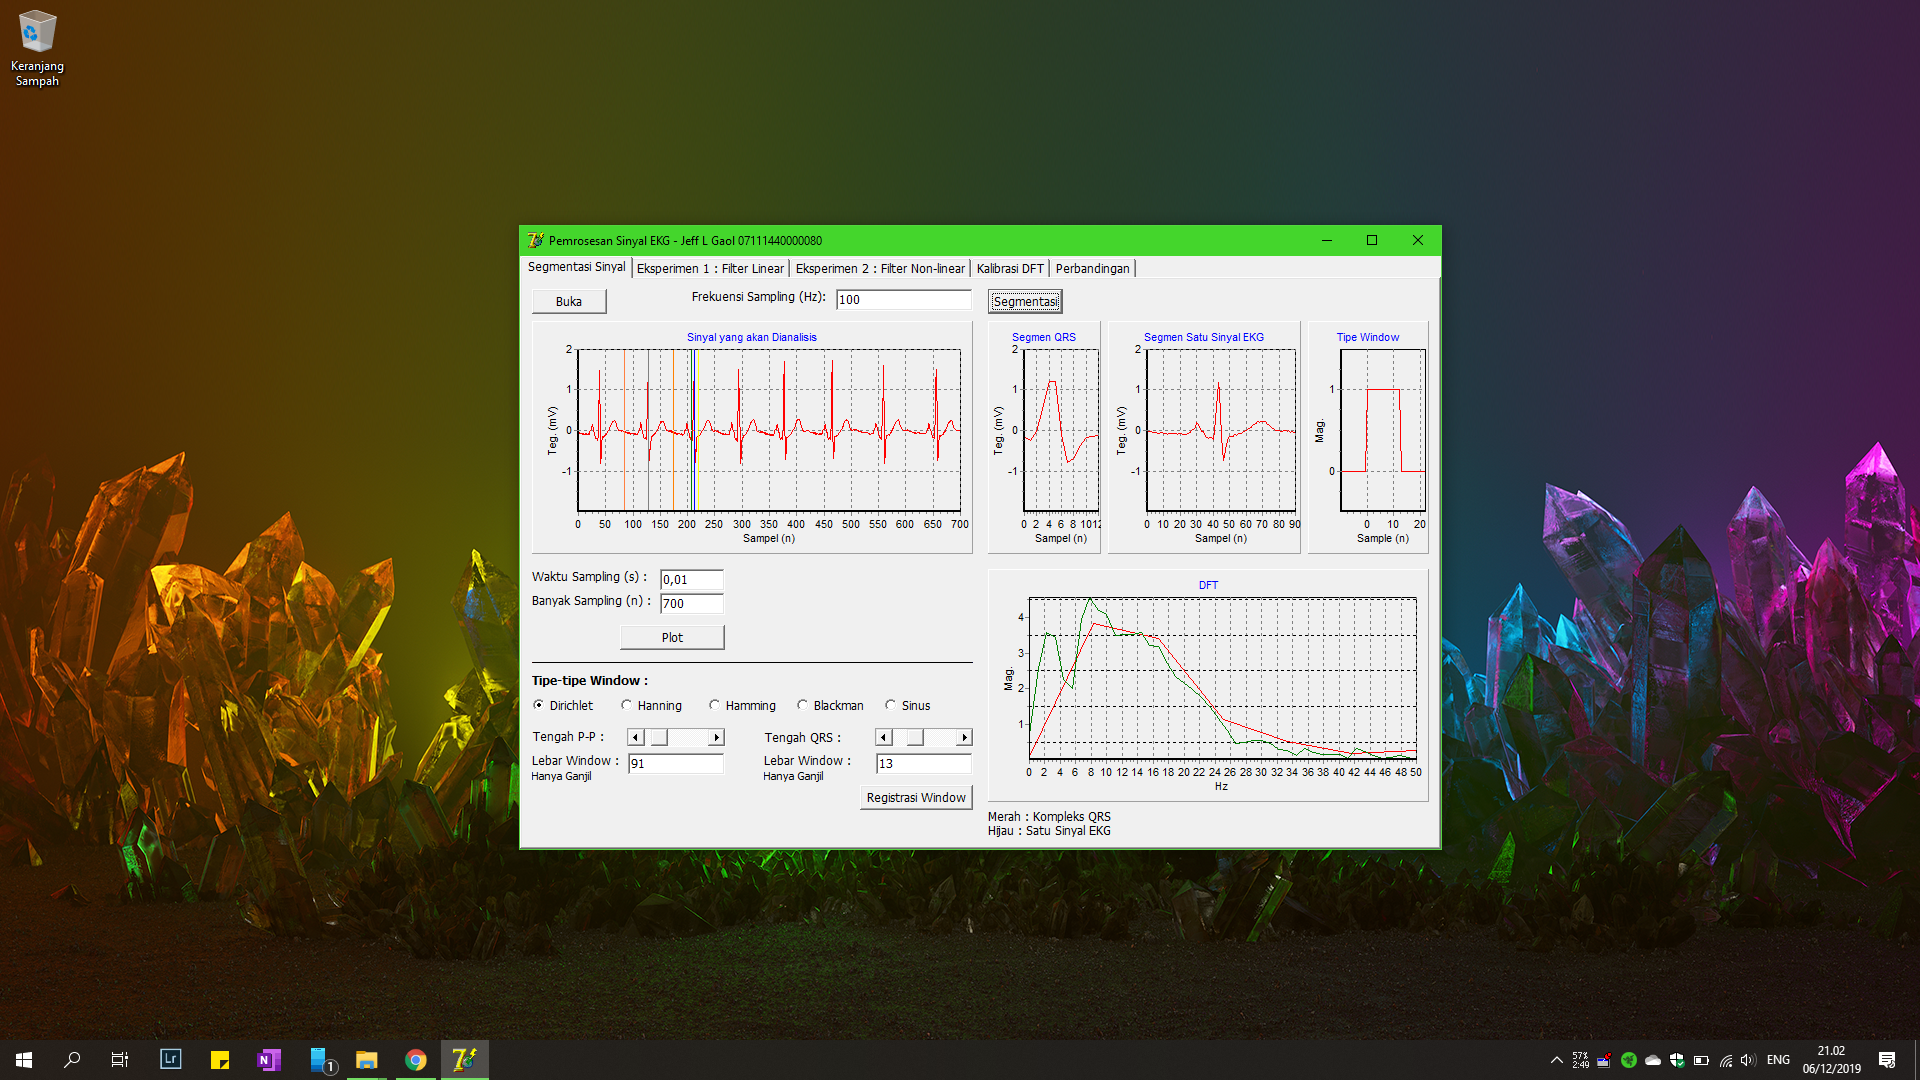 Keranjang
Sampah
Pemrosesan Sinyal EKG - Jeff L Gaol 07111440000080
Segmentasi Sinyal
Eksperimen 1 : Filter Linear
Eksperimen 2 : Filter Non-linear
Kalibrasi DFT
Perbandingan
Buka
Frekuensi Sampling (Hz):
100
Segmentasi
Sinyal yang akan Dianalisis
Teg. (mV)
2
1
0
-1
0 50 100 150 200 250 300 350 400 450 500 550 600 650 700
Sampel (n)
Segmen QRS
Teg. (mV)
2
1
0
-1
0 2 4 6 8 10 12
Sampel (n)
Segmen Satu Sinyal EKG
Teg. (mV)
2
1
0
-1
0 10 20 30 40 50 60 70 80 90
Sampel (n)
Tipe Window
Mag.
1
0
0 10 20
Sample (n)
Waktu Sampling (s) :
0,01
Banyak Sampling (n) :
700
Plot
Tipe-tipe Window :
Dirichlet
Hanning
Hamming
Blackman
Sinus
Tengah P-P :
Tengah QRS :
Lebar Window :
91
Hanya Ganjil
Lebar Window :
13
Hanya Ganjil
Registrasi Window
DFT
Mag.
4
3
2
1
0 2 4 6 8 10 12 14 16 18 20 22 24 26 28 30 32 34 36 38 40 42 44 46 48 50
Hz
Merah : Kompleks QRS
Hijau : Satu Sinyal EKG
Lr
N
1
7
57%
2:49
ENG
21.02
06/12/2019